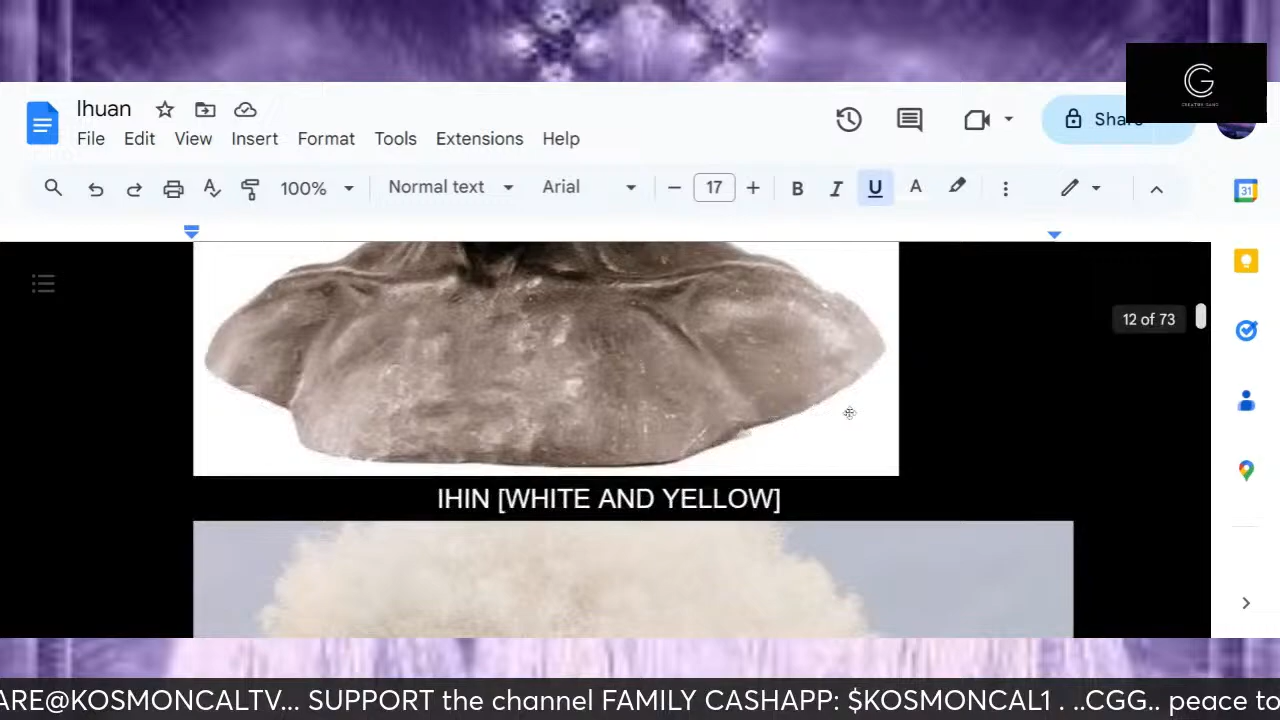 Ihuan
File Edit View Insert Format Tools Extensions Help
Share
100% Normal text Arial 17 B I U A
31
12 of 73
IHIN [WHITE AND YELLOW]
ARE@KOSMONCALTV... SUPPORT the channel FAMILY CASHAPP: $KOSMONCAL1 . ..CGG.. peace to